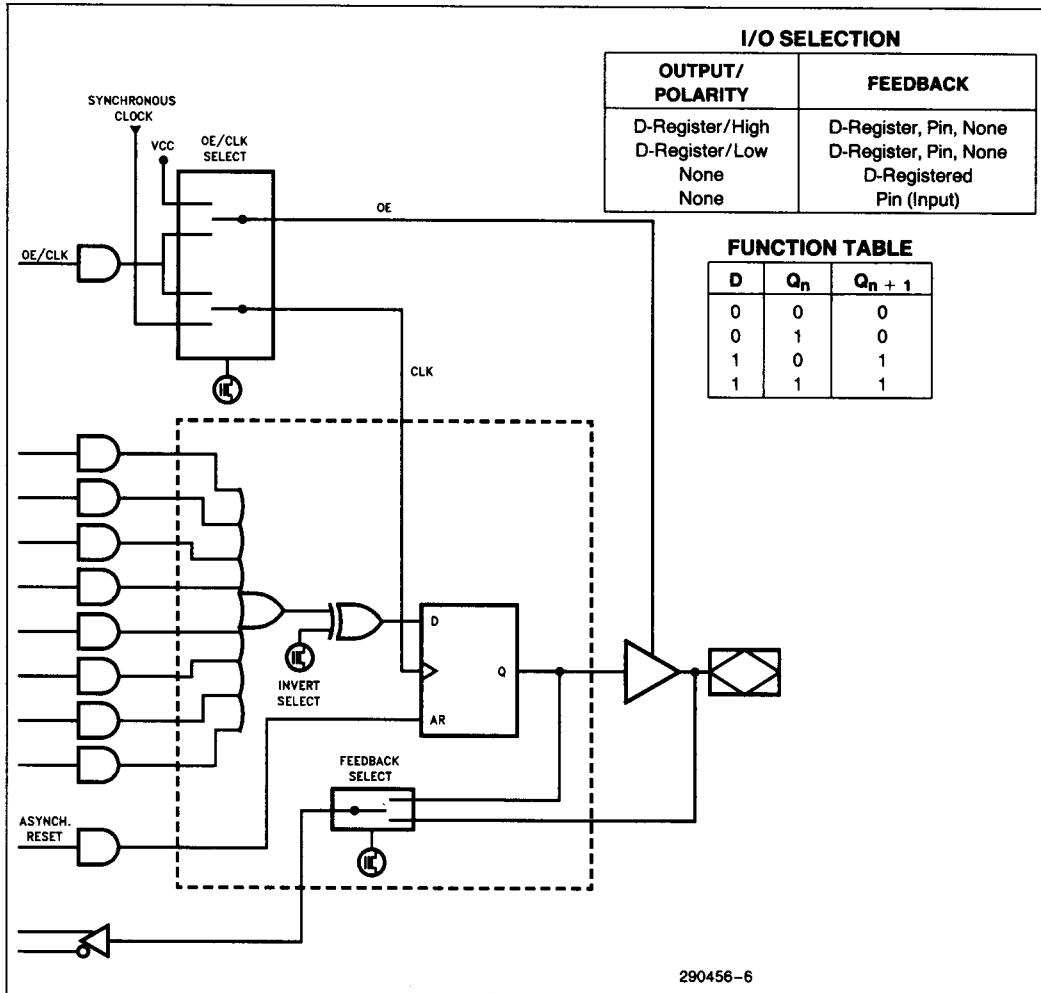 I/O SELECTION
OUTPUT/
POLARITY
FEEDBACK
D-Register/High
D-Register, Pin, None
D-Register/Low
D-Register, Pin, None
None
D-Registered
None
Pin (Input)
FUNCTION TABLE
D Qn Qn + 1
0 0 0
0 1 0
1 0 1
1 1 1
SYNCHRONOUS
CLOCK
VCC
OE/CLK
SELECT
OE
OE/CLK
CLK
D
Q
AR
INVERT
SELECT
FEEDBACK
SELECT
ASYNCH.
RESET
290456-6